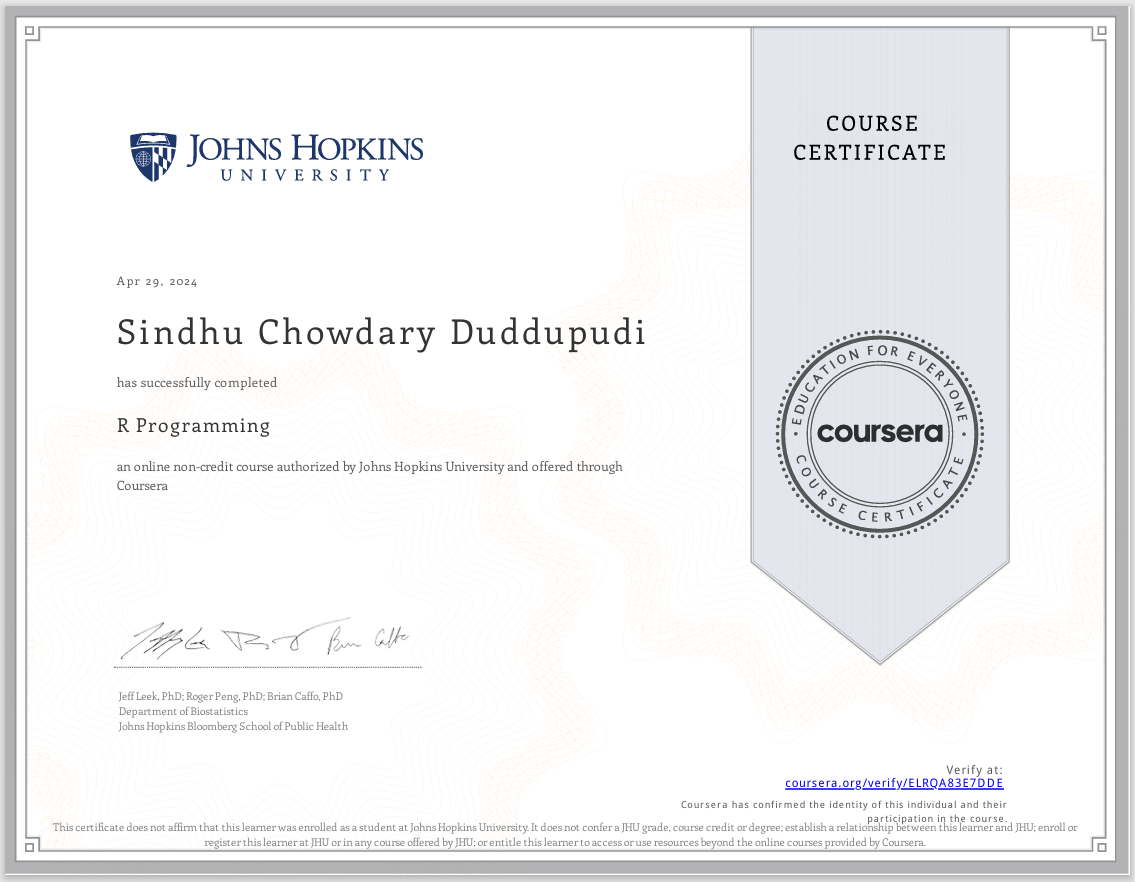 JOHNS HOPKINS
UNIVERSITY
COURSE
CERTIFICATE
Apr 29, 2024
Sindhu Chowdary Duddupudi
has successfully completed
R Programming
an online non-credit course authorized by Johns Hopkins University and offered through
Coursera
EDUCATION FOR EVERYONE
coursera
COURSE CERTIFICATE
Jeff Leek, PhD; Roger Peng, PhD; Brian Caffo, PhD
Department of Biostatistics
Johns Hopkins Bloomberg School of Public Health
Verify at:
coursera.org/verify/ELRQA83E7DDE
Coursera has confirmed the identity of this individual and their
participation in the course.
This certificate does not affirm that this learner was enrolled as a student at Johns Hopkins University. It does not confer a JHU grade, course credit or degree; establish a relationship between this learner and JHU; enroll or
register this learner at JHU or in any course offered by JHU; or entitle this learner to access or use resources beyond the online courses provided by Coursera.